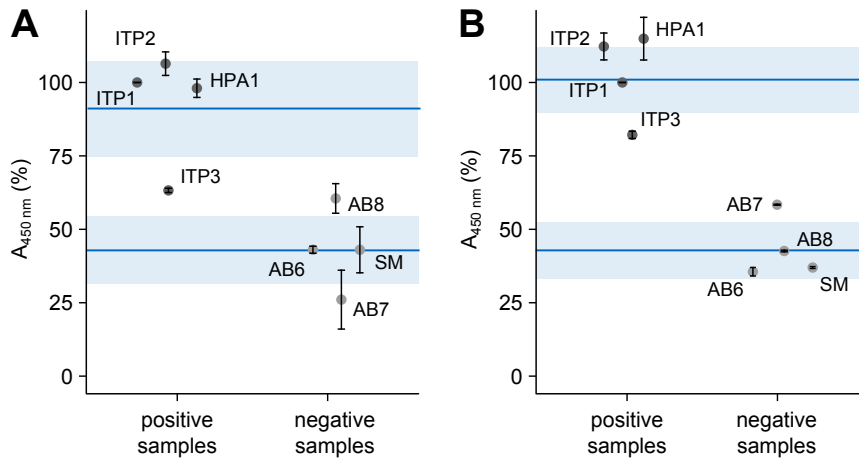 A
ITP2
HPA1
ITP1
ITP3
AB8
AB6
SM
AB7
A450 nm (%)
100
75
50
25
0
positive
samples
negative
samples
B
ITP2
HPA1
ITP1
ITP3
AB7
AB8
AB6
SM
A450 nm (%)
100
75
50
25
0
positive
samples
negative
samples